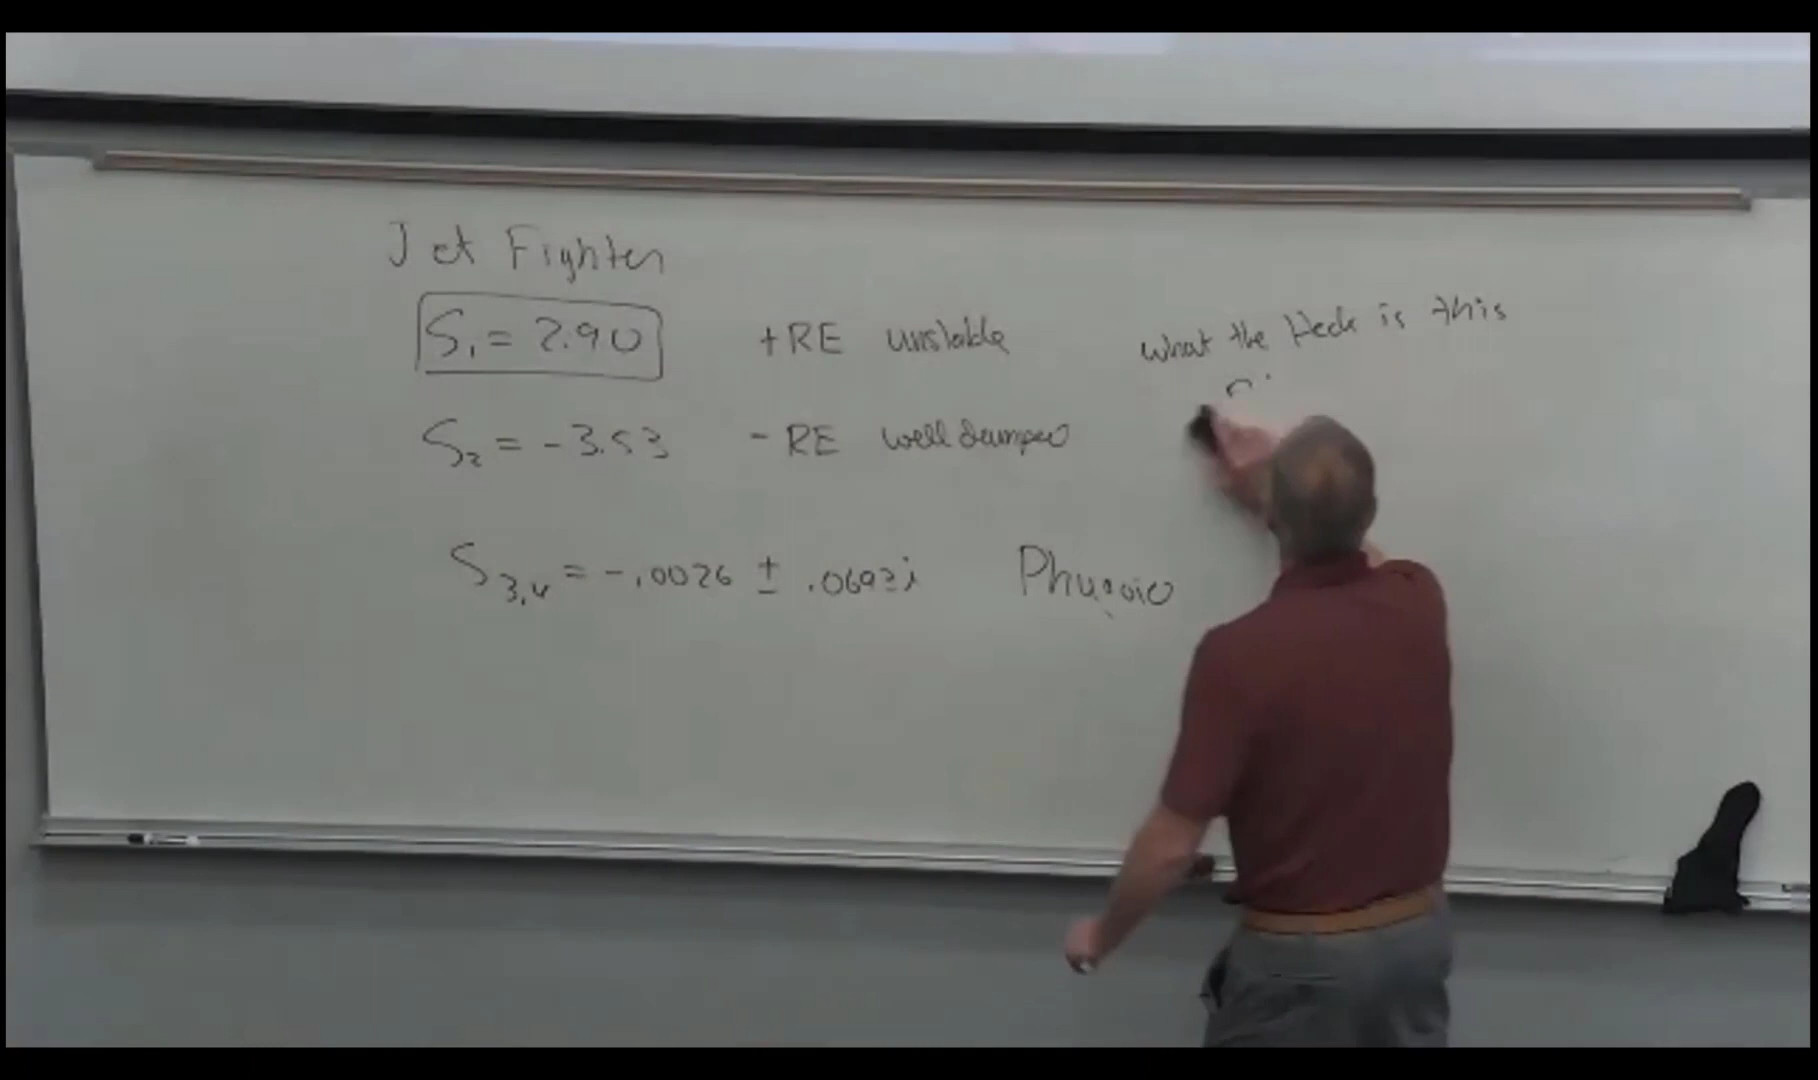 Jet Fighter
S₁ = 2.90 +RE unstable what the Heck is this
S₂ = -3.53 - RE well damped
S₃,₄ = -.0026 ± .0692i Phugoid